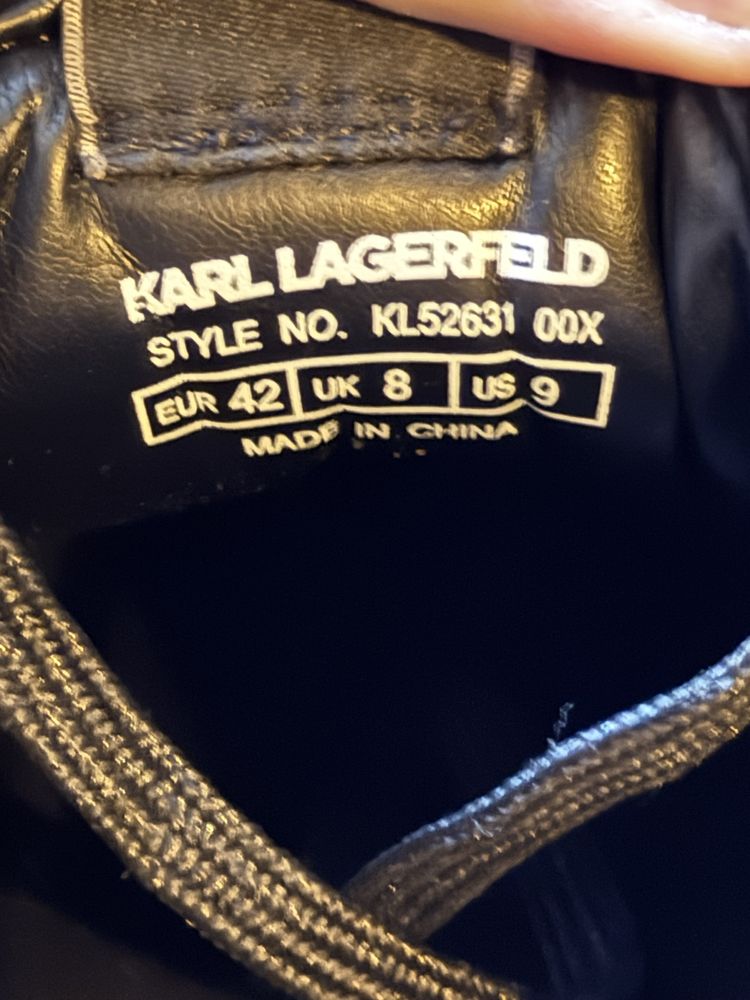 KARL LAGERFELD
STYLE NO. KL52631 00X
EUR 42 UK 8 US 9
MADE IN CHINA